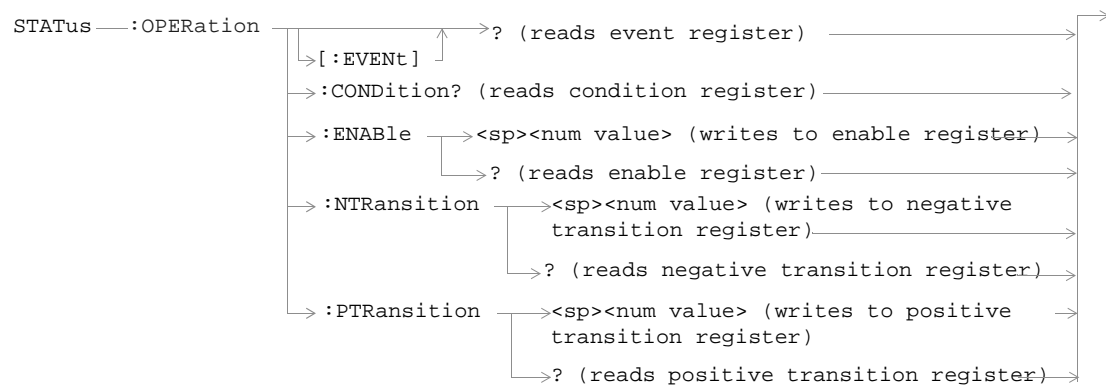 STATus :OPERation ? (reads event register)
[:EVENt]
:CONDition? (reads condition register)
:ENABle <sp><num value> (writes to enable register)
? (reads enable register)
:NTRansition <sp><num value> (writes to negative
transition register)
? (reads negative transition register)
:PTRansition <sp><num value> (writes to positive
transition register)
? (reads positive transition register)